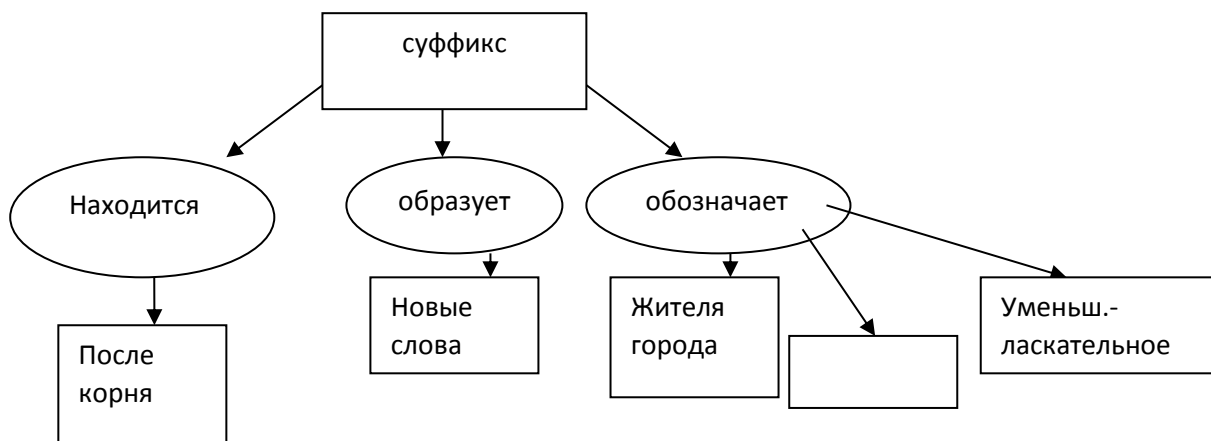 суффикс
Находится
образует
обозначает
Новые
слова
Жителя
города
Уменьш.-
ласкательное
После
корня